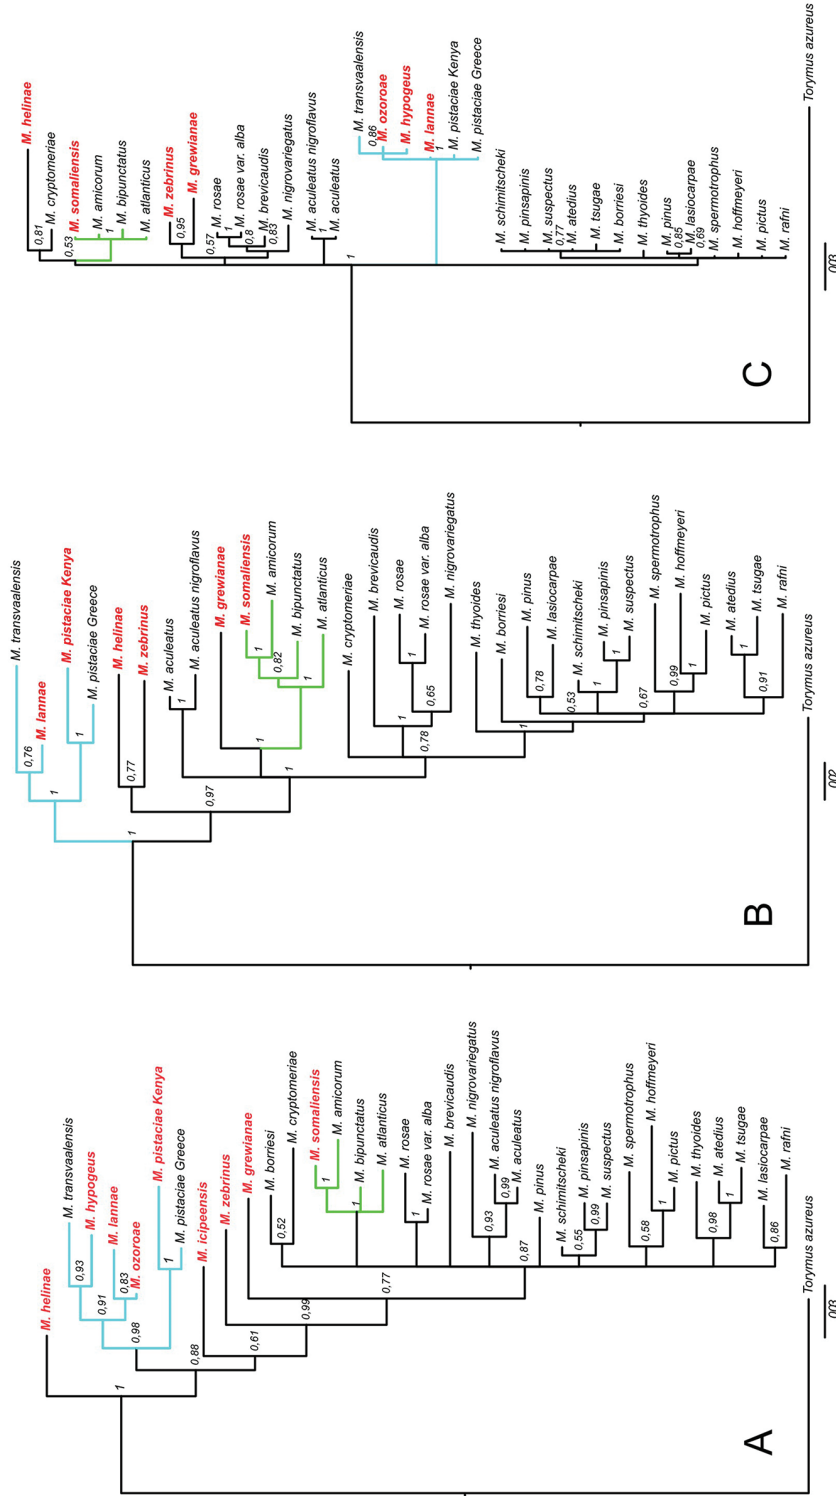 M. helinae
M. transvaalensis
M. hypogeus
M. lannae
M. ozoroae
M. pistaciae Kenya
M. pistaciae Greece
M. icipeensis
M. zebrinus
M. grewianae
M. borriesi
M. cryptomeriae
M. somaliensis
M. amicorum
M. bipunctatus
M. atlanticus
M. rosae
M. rosae var. alba
M. brevicaudis
M. nigrovariegatus
M. aculeatus nigroflavus
M. aculeatus
M. pinus
M. schimitscheki
M. pinsapinis
M. suspectus
M. spermotrophus
M. hoffmeyeri
M. pictus
M. thyoides
M. atedius
M. tsugae
M. lasiocarpae
M. rafni
Torymus azureus
1
0,93
0,91
0,83
0,98
1
0,88
0,61
0,99
0,77
0,52
1
1
1
0,93
0,99
0,87
0,55
0,99
0,58
1
0,98
1
0,86
A
003
M. transvaalensis
M. lannae
M. pistaciae Kenya
M. pistaciae Greece
M. helinae
M. zebrinus
M. aculeatus
M. aculeatus nigroflavus
M. grewianae
M. somaliensis
M. amicorum
M. bipunctatus
M. atlanticus
M. cryptomeriae
M. brevicaudis
M. rosae
M. rosae var. alba
M. nigrovariegatus
M. thyoides
M. borriesi
M. pinus
M. lasiocarpae
M. schimitscheki
M. pinsapinis
M. suspectus
M. spermotrophus
M. hoffmeyeri
M. pictus
M. atedius
M. tsugae
M. rafni
Torymus azureus
0,76
1
1
1
0,77
0,97
1
1
1
1
0,82
1
1
1
0,65
0,78
1
0,78
0,53
1
1
0,67
0,99
1
1
0,91
B
002
M. helinae
M. cryptomeriae
M. somaliensis
M. amicorum
M. bipunctatus
M. atlanticus
M. zebrinus
M. grewianae
M. rosae
M. rosae var. alba
M. brevicaudis
M. nigrovariegatus
M. aculeatus nigroflavus
M. aculeatus
M. transvaalensis
M. ozoroae
M. hypogeus
M. lannae
M. pistaciae Kenya
M. pistaciae Greece
M. schimitscheki
M. pinsapinis
M. suspectus
M. atedius
M. tsugae
M. borriesi
M. thyoides
M. pinus
M. lasiocarpae
M. spermotrophus
M. hoffmeyeri
M. pictus
M. rafni
Torymus azureus
0,81
0,53
1
0,95
0,57
1
0,8
0,83
1
1
0,86
1
0,77
0,85
0,69
C
003